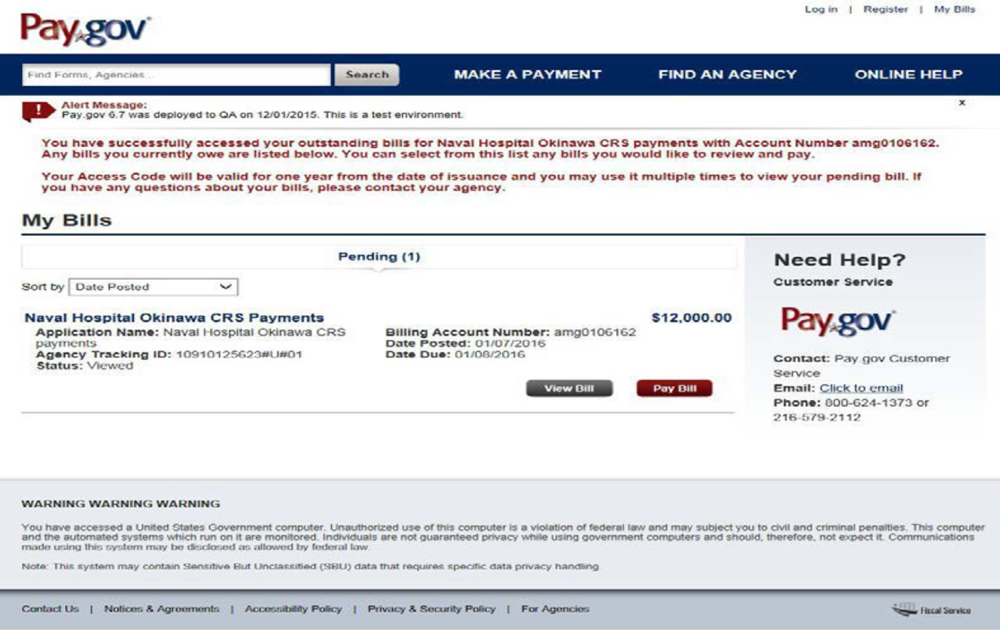 Log in | Register | My Bills
Pay.gov
Find Forms, Agencies...
Search
MAKE A PAYMENT
FIND AN AGENCY
ONLINE HELP
! Alert Message:
x
Pay.gov 6.7 was deployed to QA on 12/01/2015. This is a test environment.
You have successfully accessed your outstanding bills for Naval Hospital Okinawa CRS payments with Account Number amg0106162.
Any bills you currently owe are listed below. You can select from this list any bills you would like to review and pay.
Your Access Code will be valid for one year from the date of issuance and you may use it multiple times to view your pending bill. If
you have any questions about your bills, please contact your agency.
My Bills
Pending (1)
Sort by Date Posted
Naval Hospital Okinawa CRS Payments
$12,000.00
Application Name: Naval Hospital Okinawa CRS
payments
Agency Tracking ID: 10910125623#U#01
Status: Viewed
Billing Account Number: amg0106162
Date Posted: 01/07/2016
Date Due: 01/08/2016
View Bill
Pay Bill
Need Help?
Customer Service
Pay.gov
Contact: Pay.gov Customer
Service
Email: Click to email
Phone: 800-624-1373 or
216-579-2112
WARNING WARNING WARNING
You have accessed a United States Government computer. Unauthorized use of this computer is a violation of federal law and may subject you to civil and criminal penalties. This computer
and the automated systems which run on it are monitored. Individuals are not guaranteed privacy while using government computers and should, therefore, not expect it. Communications
made using this system may be disclosed as allowed by federal law.
Note: This system may contain Sensitive But Unclassified (SBU) data that requires specific data privacy handling.
Contact Us | Notices & Agreements | Accessibility Policy | Privacy & Security Policy | For Agencies
Fiscal Service